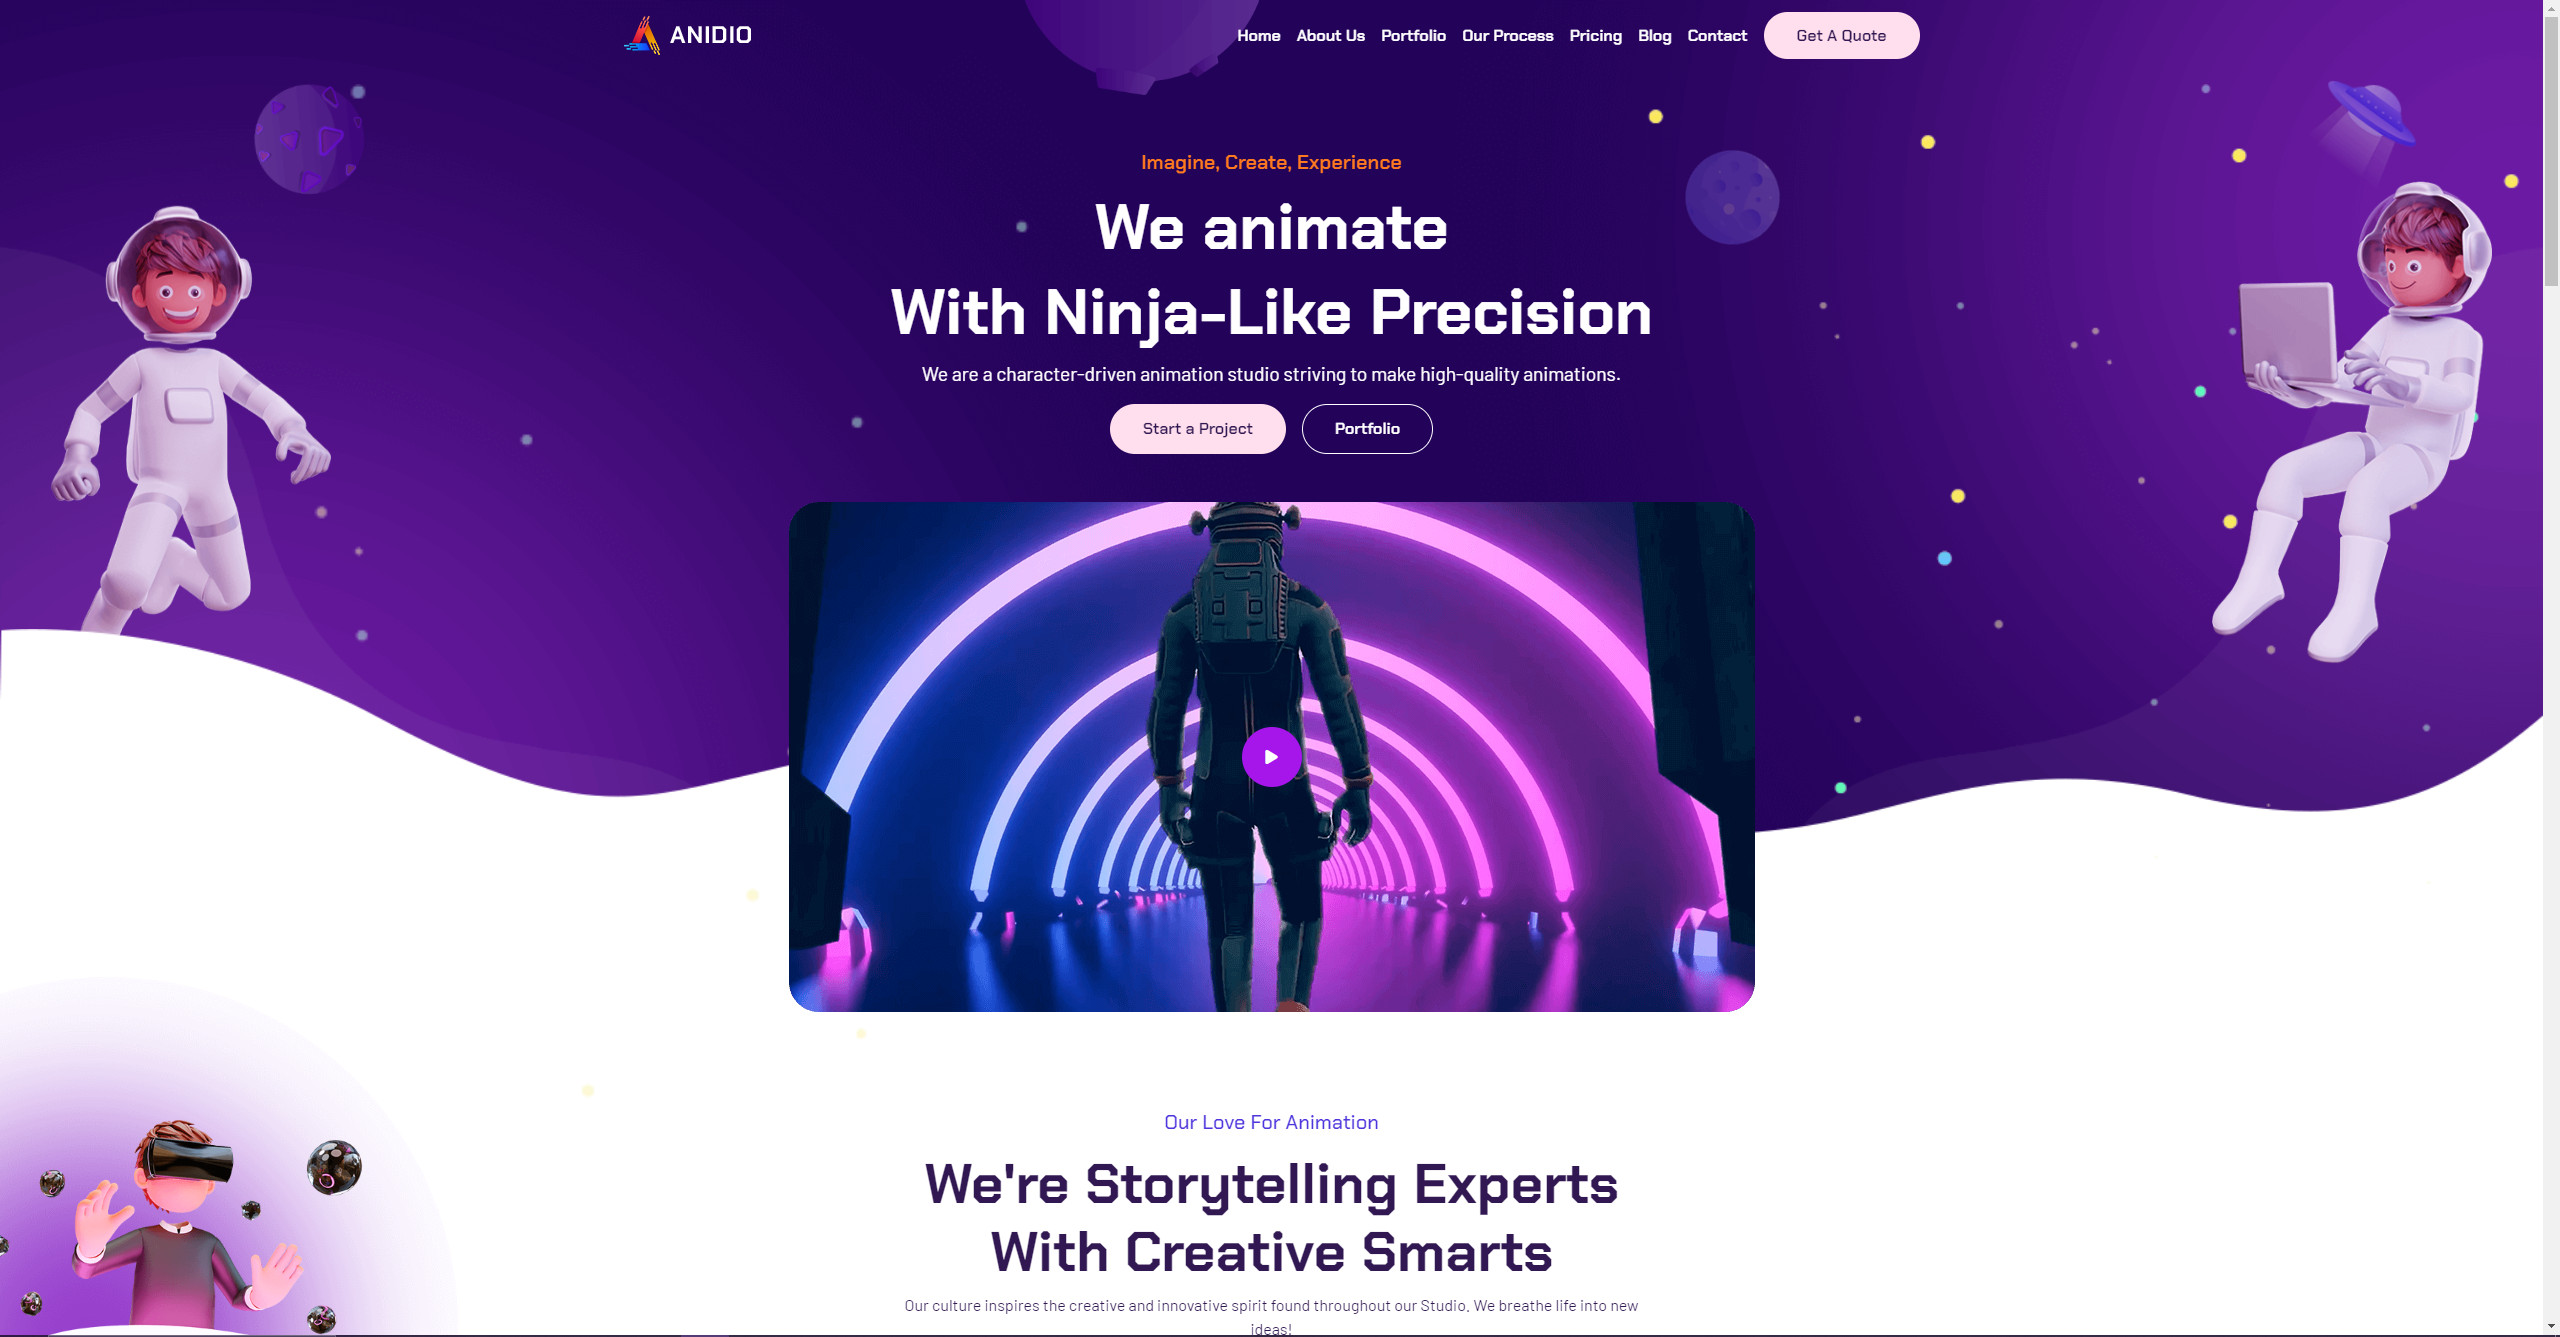 ANIDIO
Home About Us Portfolio Our Process Pricing Blog Contact Get A Quote
Imagine, Create, Experience
We animate
With Ninja-Like Precision
We are a character-driven animation studio striving to make high-quality animations.
Start a Project Portfolio
Our Love For Animation
We're Storytelling Experts
With Creative Smarts
Our culture inspires the creative and innovative spirit found throughout our Studio. We breathe life into new
ideas!